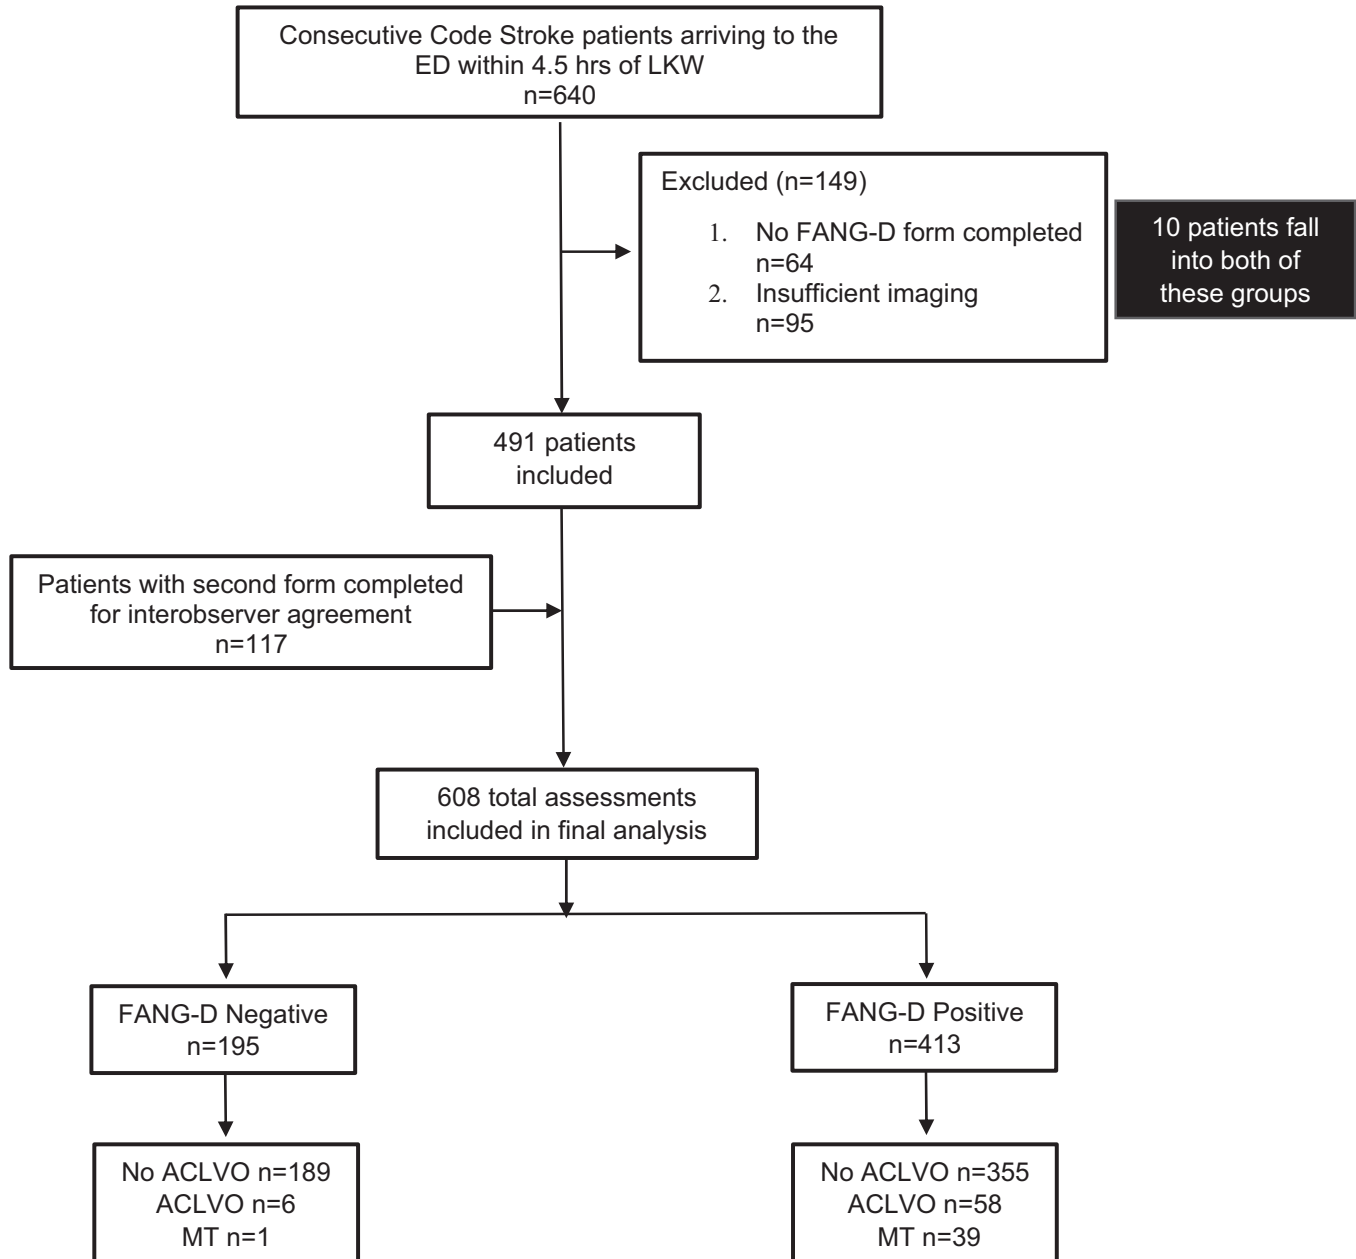 Consecutive Code Stroke patients arriving to the
ED within 4.5 hrs of LKW
n=640
Excluded (n=149)
1. No FANG-D form completed
n=64
2. Insufficient imaging
n=95
10 patients fall
into both of
these groups
491 patients
included
Patients with second form completed
for interobserver agreement
n=117
608 total assessments
included in final analysis
FANG-D Negative
n=195
FANG-D Positive
n=413
No ACLVO n=189
ACLVO n=6
MT n=1
No ACLVO n=355
ACLVO n=58
MT n=39